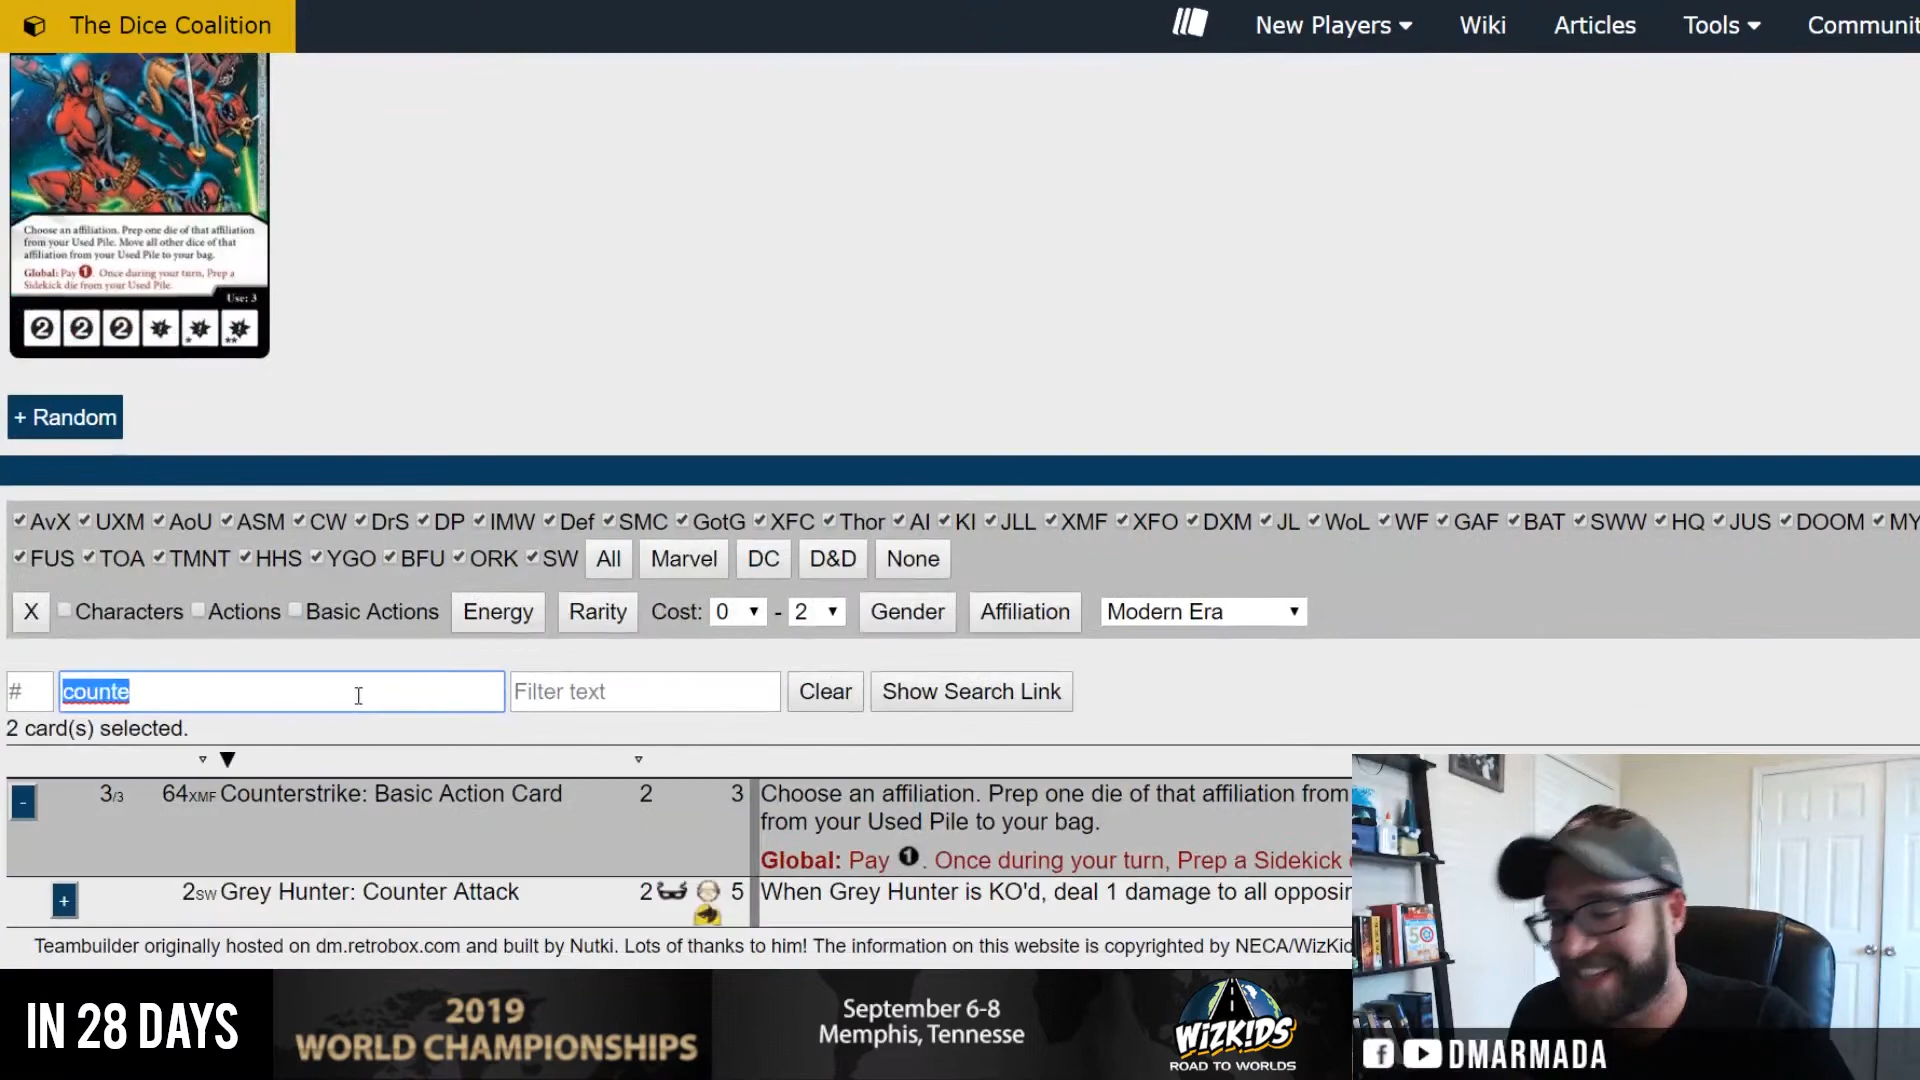 The Dice Coalition
New Players
Wiki
Articles
Tools
Communit
Choose an affiliation. Prep one die of that affiliation
from your Used Pile. Move all other dice of that
affiliation from your Used Pile to your bag.
Global: Pay 1. Once during your turn, Prep a
Sidekick die from your Used Pile.
Use: 3
2 2 2 ! ! !
* **
+ Random
AvX UXM AoU ASM CW DrS DP IMW Def SMC GotG XFC Thor AI KI JLL XMF XFO DXM JL WoL WF GAF BAT SWW HQ JUS DOOM MY
FUS TOA TMNT HHS YGO BFU ORK SW All Marvel DC D&D None
X Characters Actions Basic Actions Energy Rarity Cost: 0 - 2 Gender Affiliation Modern Era
# counte Filter text Clear Show Search Link
2 card(s) selected.
- 3/3 64XMF Counterstrike: Basic Action Card 2 3 Choose an affiliation. Prep one die of that affiliation from
from your Used Pile to your bag.
Global: Pay 1. Once during your turn, Prep a Sidekick
+ 2SW Grey Hunter: Counter Attack 2 5 When Grey Hunter is KO'd, deal 1 damage to all opposin
Teambuilder originally hosted on dm.retrobox.com and built by Nutki. Lots of thanks to him! The information on this website is copyrighted by NECA/WizKid
IN 28 DAYS
2019
WORLD CHAMPIONSHIPS
September 6-8
Memphis, Tennessee
WIZKIDS
ROAD TO WORLDS
f DMARMADA